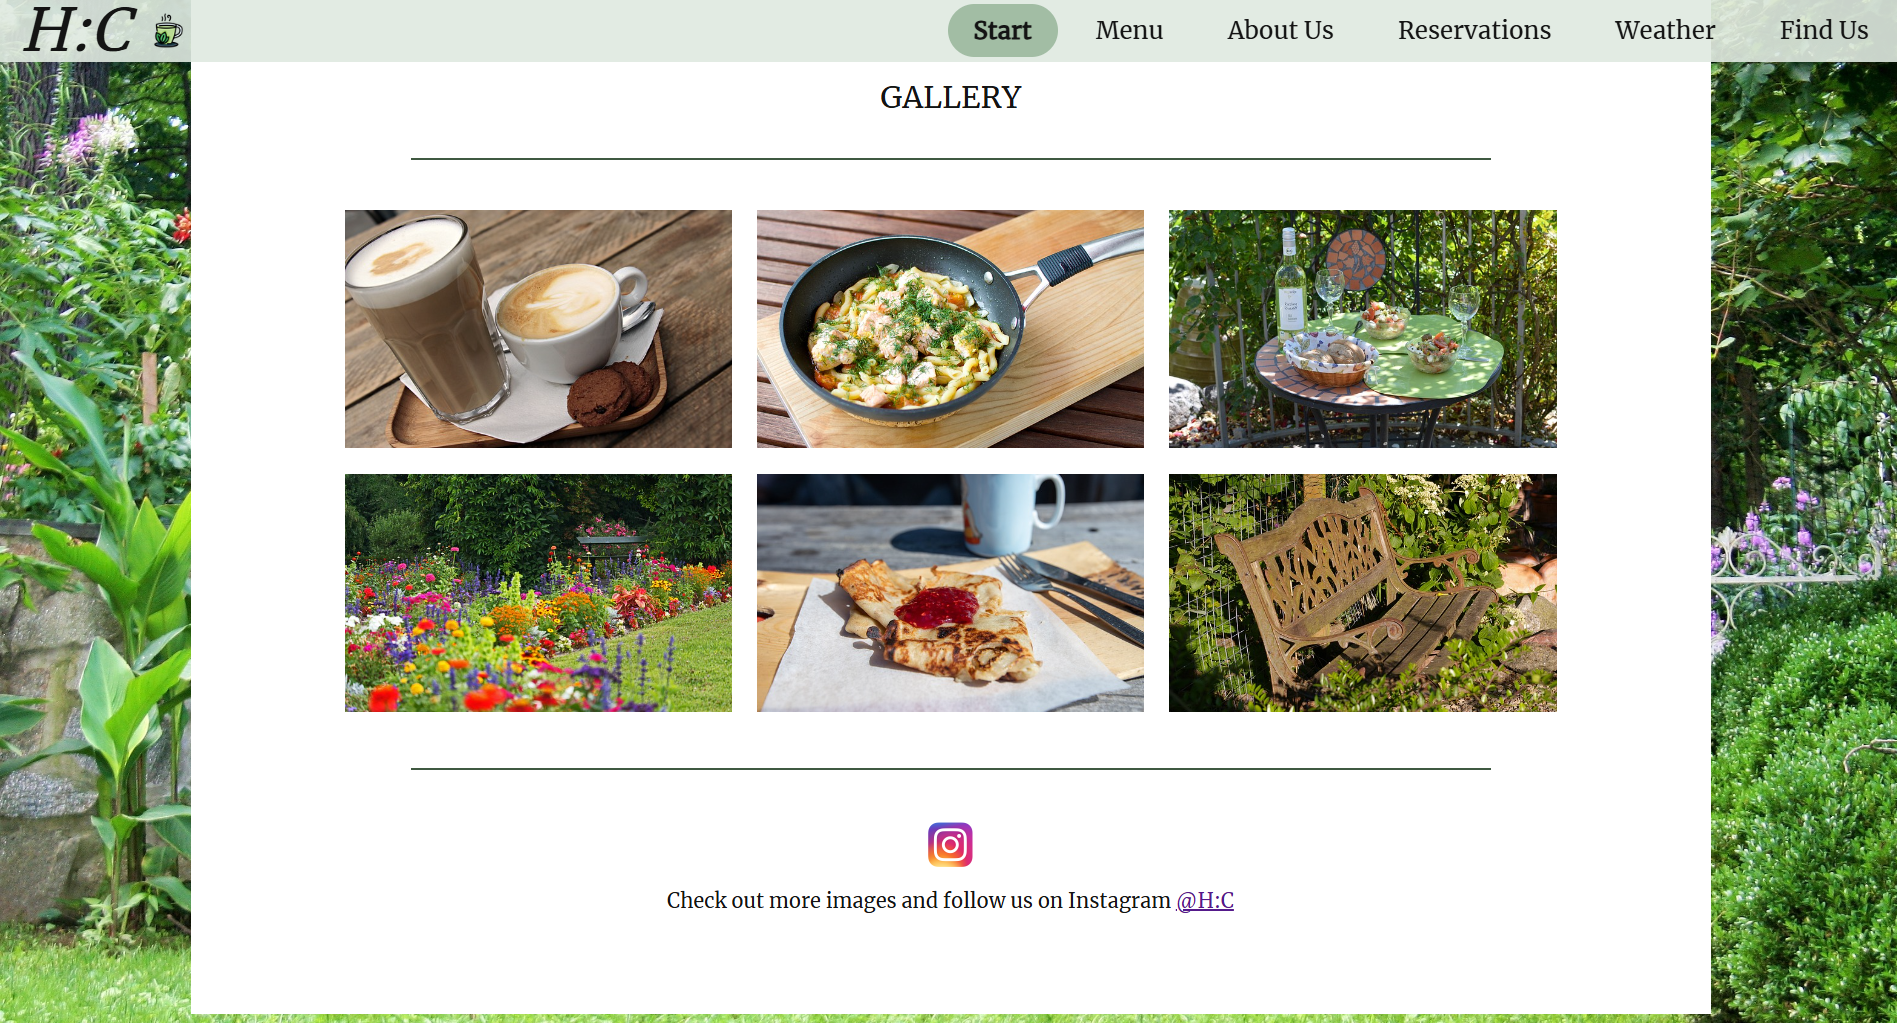 H:C
Start
Menu
About Us
Reservations
Weather
Find Us
GALLERY
Check out more images and follow us on Instagram @H:C